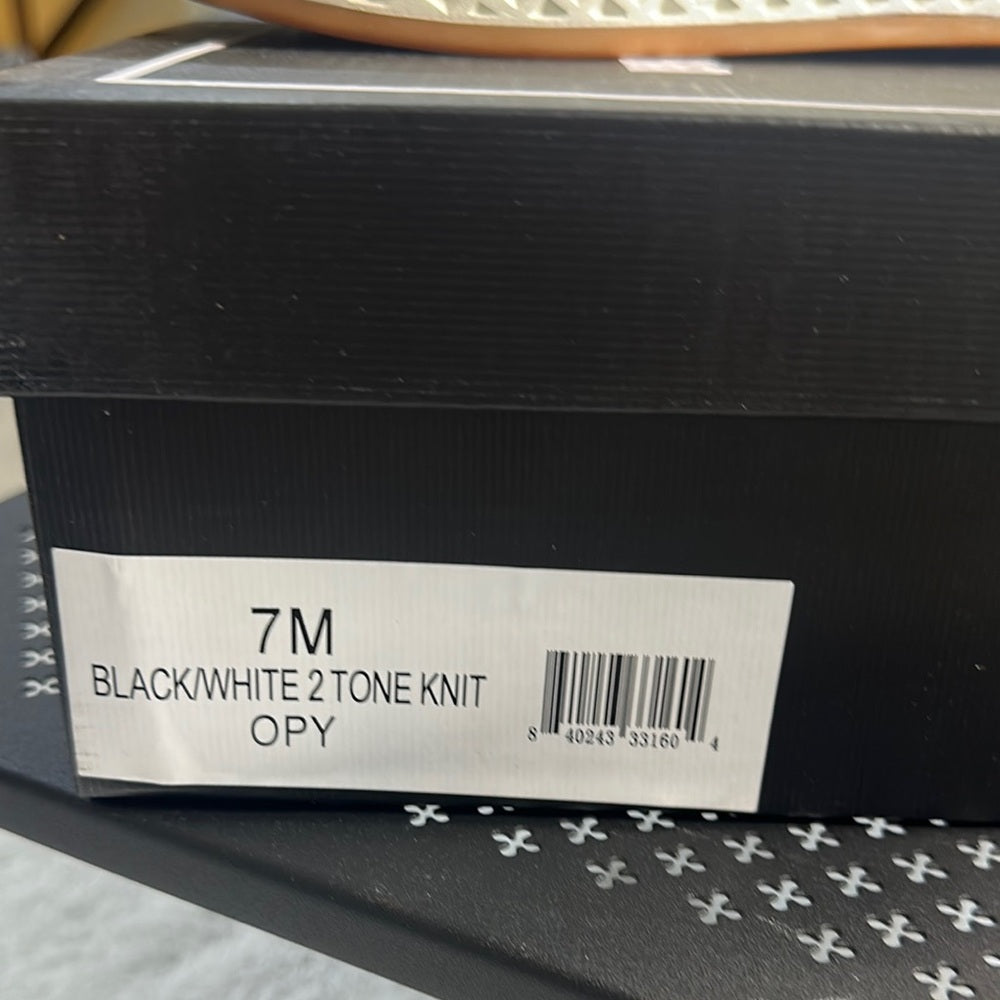 7M
BLACK/WHITE 2 TONE KNIT
OPY
8 40243 33160 4